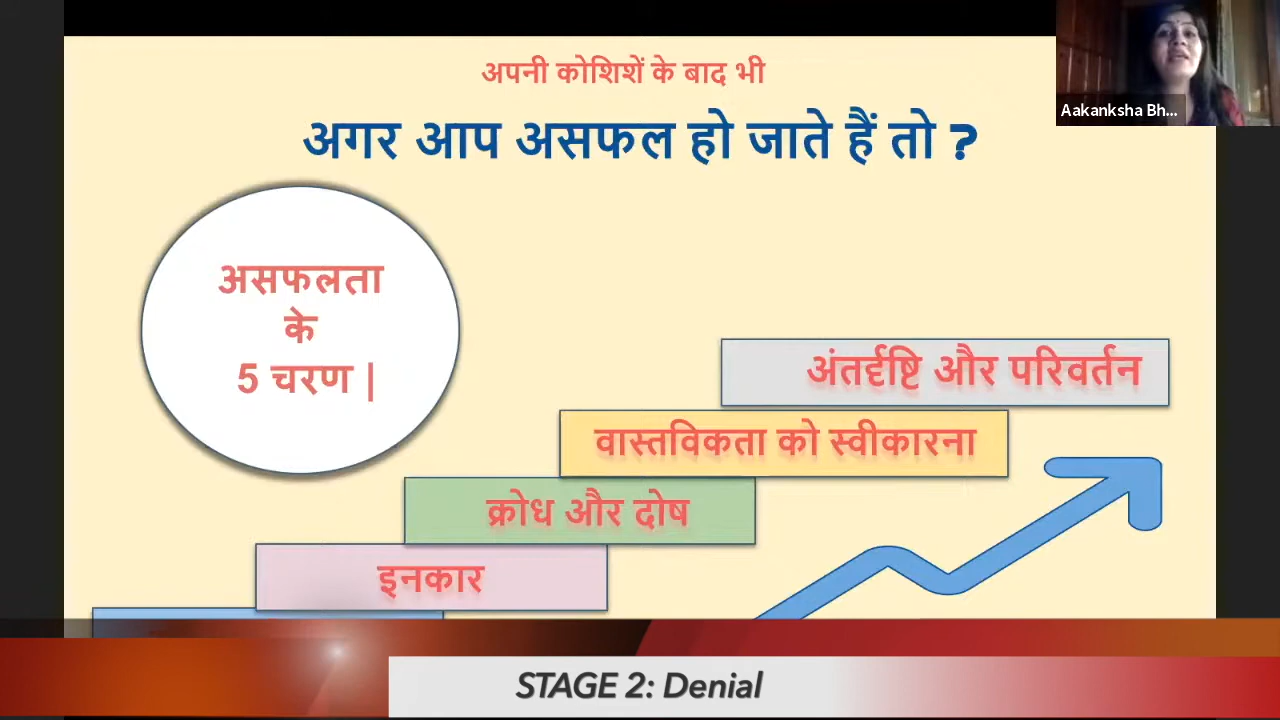 अपनी कोशिशें के बाद भी
अगर आप असफल हो जाते हैं तो ?
Aakanksha Bh...
असफलता
के
5 चरण |
अंतर्दृष्टि और परिवर्तन
वास्तविकता को स्वीकारना
क्रोध और दोष
इनकार
STAGE 2: Denial